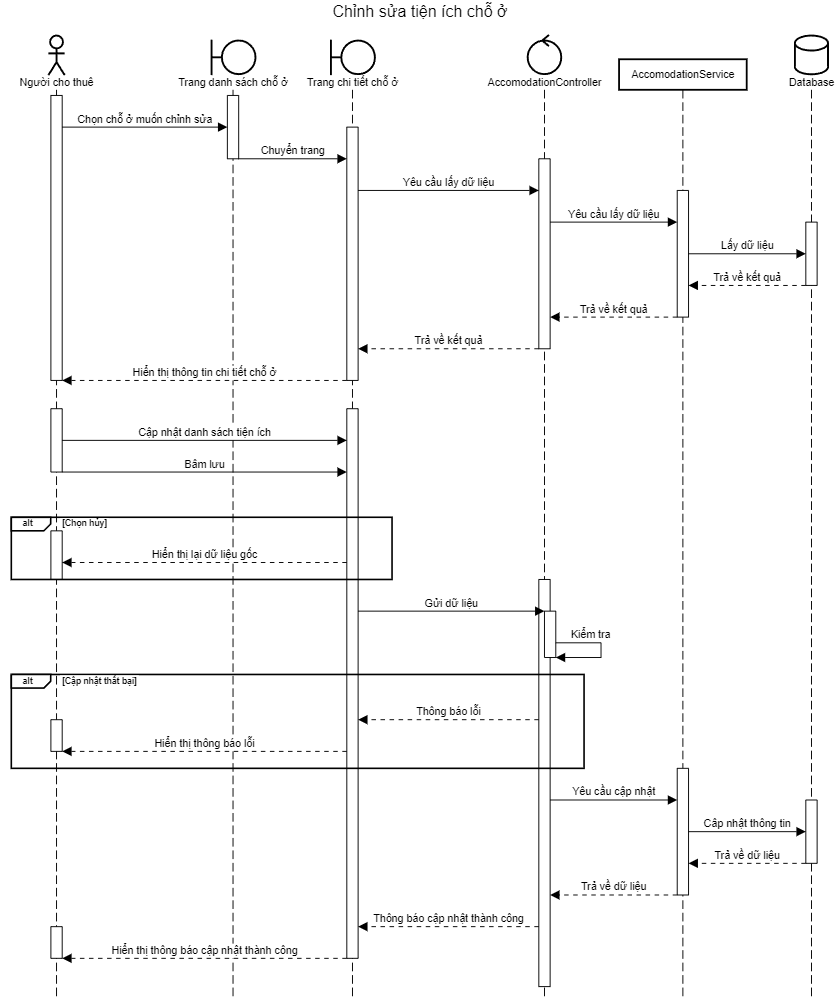 Chỉnh sửa tiện ích chỗ ở
Người cho thuê
Trang danh sách chỗ ở
Trang chi tiết chỗ ở
AccomodationController
AccomodationService
Database
Chọn chỗ ở muốn chỉnh sửa
Chuyển trang
Yêu cầu lấy dữ liệu
Yêu cầu lấy dữ liệu
Lấy dữ liệu
Trả về kết quả
Trả về kết quả
Trả về kết quả
Hiển thị thông tin chi tiết chỗ ở
Cập nhật danh sách tiện ích
Bấm lưu
alt
[Chọn hủy]
Hiển thị lại dữ liệu gốc
Gửi dữ liệu
Kiểm tra
alt
[Cập nhật thất bại]
Thông báo lỗi
Hiển thị thông báo lỗi
Yêu cầu cập nhật
Câp nhật thông tin
Trả về dữ liệu
Trả về dữ liệu
Thông báo cập nhật thành công
Hiển thị thông báo cập nhật thành công